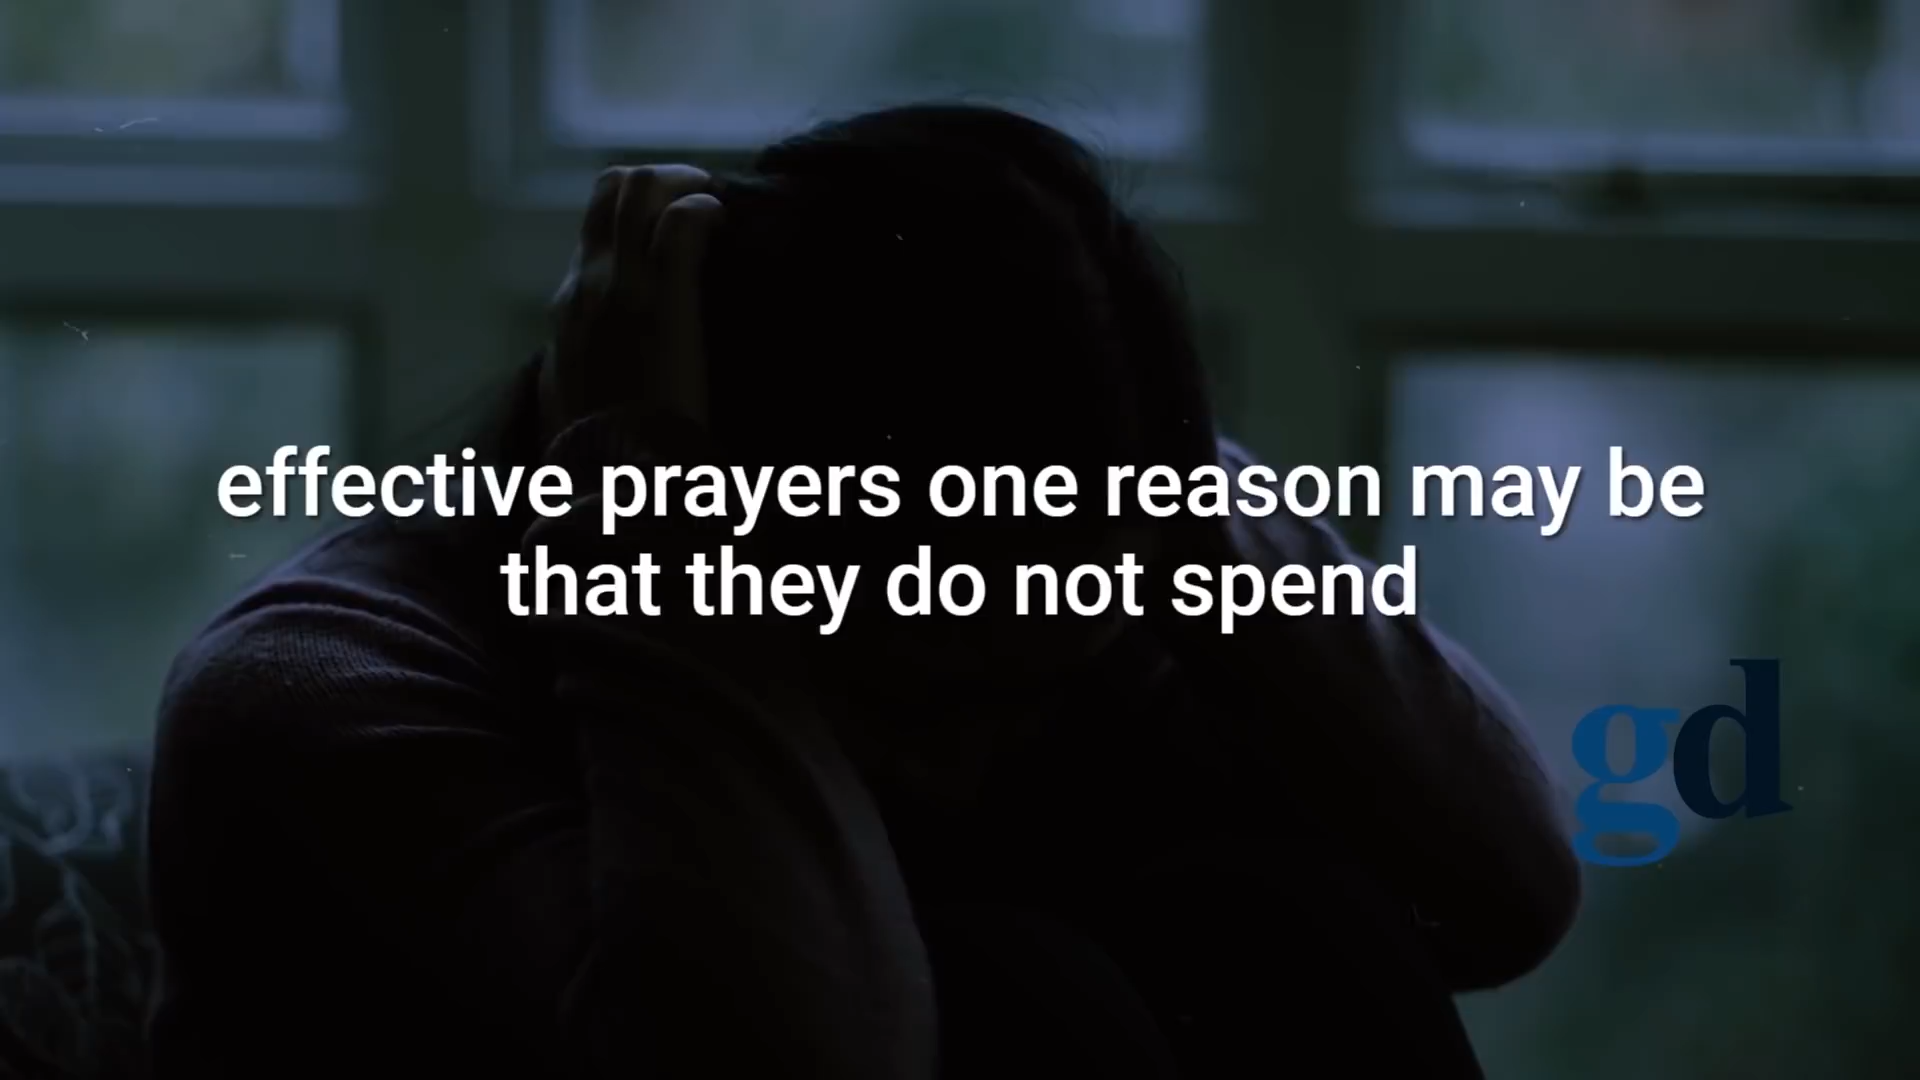 effective prayers one reason may be
that they do not spend
gd